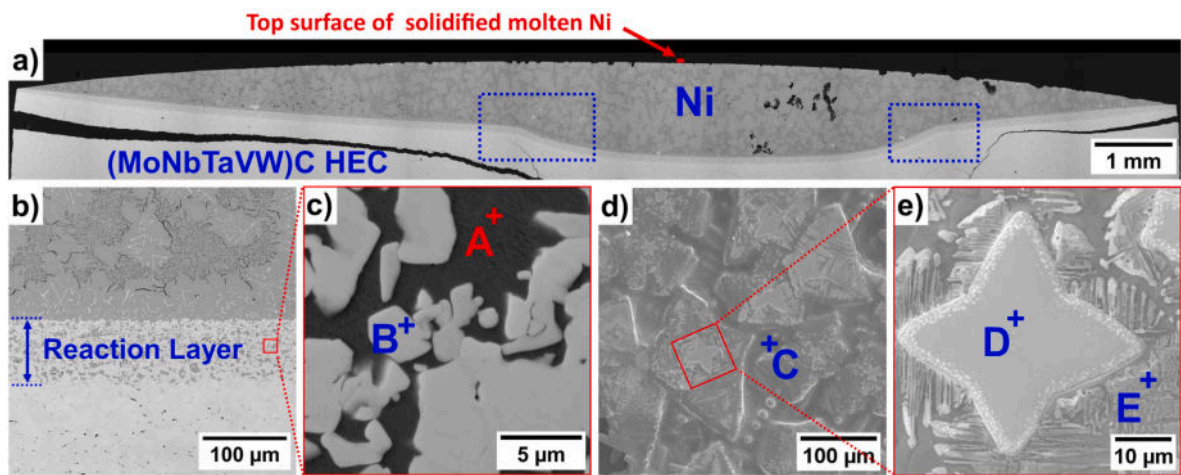 Top surface of solidified molten Ni
a)
Ni
(MoNbTaVW)C HEC
1 mm
b)
Reaction Layer
100 µm
c)
A+
B+
5 µm
d)
+C
100 µm
e)
D+
E+
10 µm